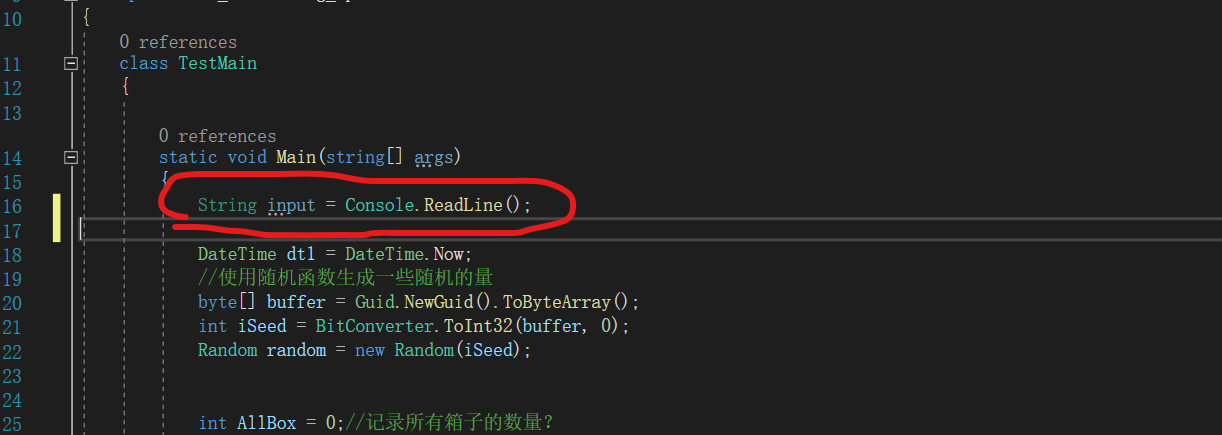 10 {
0 references
11 class TestMain
12 {
13
0 references
14 static void Main(string[] args)
15 {
16 String input = Console.ReadLine();
17
18 DateTime dt1 = DateTime.Now;
19 //使用随机函数生成一些随机的量
20 byte[] buffer = Guid.NewGuid().ToByteArray();
21 int iSeed = BitConverter.ToInt32(buffer, 0);
22 Random random = new Random(iSeed);
23
24
25 int AllBox = 0;//记录所有箱子的数量?